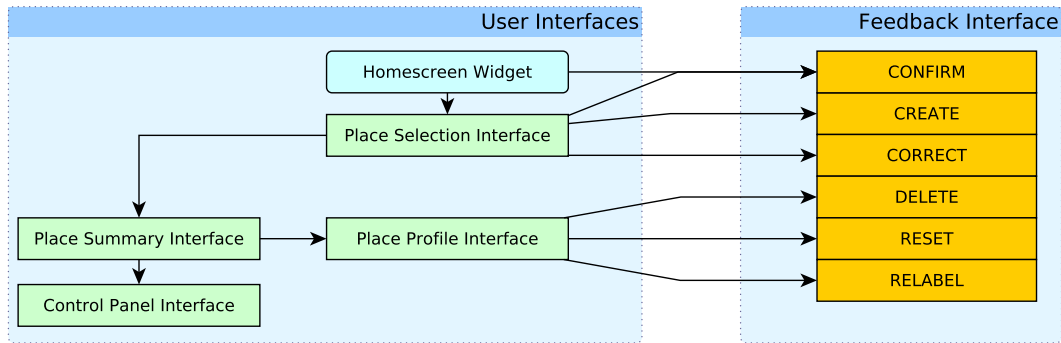 User Interfaces
Feedback Interface
Homescreen Widget
CONFIRM
CREATE
Place Selection Interface
CORRECT
DELETE
Place Summary Interface
Place Profile Interface
RESET
RELABEL
Control Panel Interface